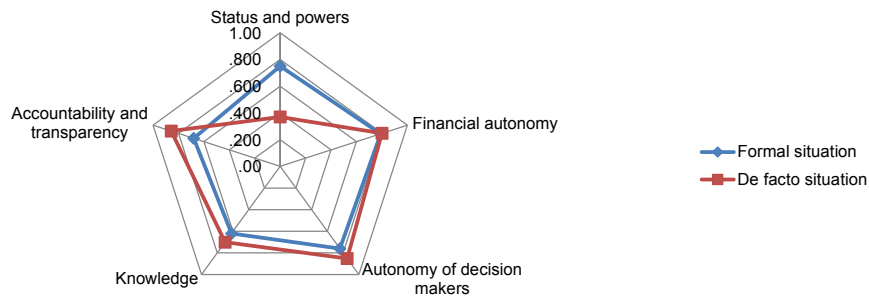 Status and powers
1.00
.800
.600
.400
.200
.00
Accountability and
transparency
Financial autonomy
Knowledge
Autonomy of decision
makers
Formal situation
De facto situation